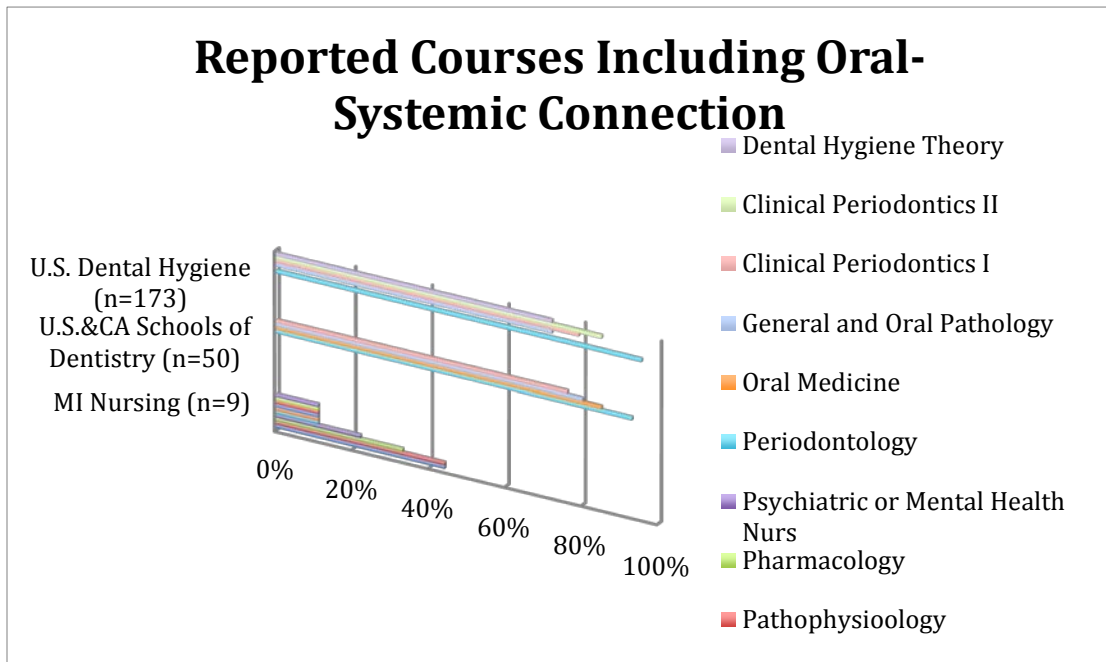 Reported Courses Including Oral-
Systemic Connection
U.S. Dental Hygiene
(n=173)
U.S.&CA Schools of
Dentistry (n=50)
MI Nursing (n=9)
0%
20%
40%
60%
80%
100%
Dental Hygiene Theory
Clinical Periodontics II
Clinical Periodontics I
General and Oral Pathology
Oral Medicine
Periodontology
Psychiatric or Mental Health
Nurs
Pharmacology
Pathophysioology